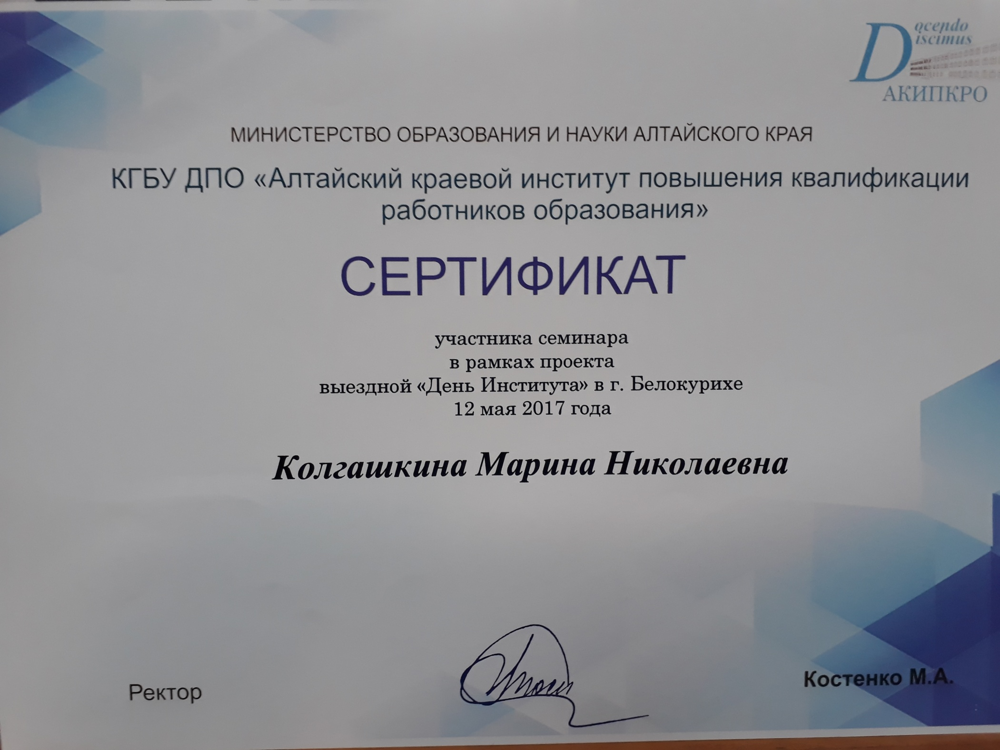 Docendo
Discimus
АКИПКРО
МИНИСТЕРСТВО ОБРАЗОВАНИЯ И НАУКИ АЛТАЙСКОГО КРАЯ
КГБУ ДПО «Алтайский краевой институт повышения квалификации
работников образования»
СЕРТИФИКАТ
участника семинара
в рамках проекта
выездной «День Института» в г. Белокурихе
12 мая 2017 года
Колгашкина Марина Николаевна
Ректор
Костенко М.А.